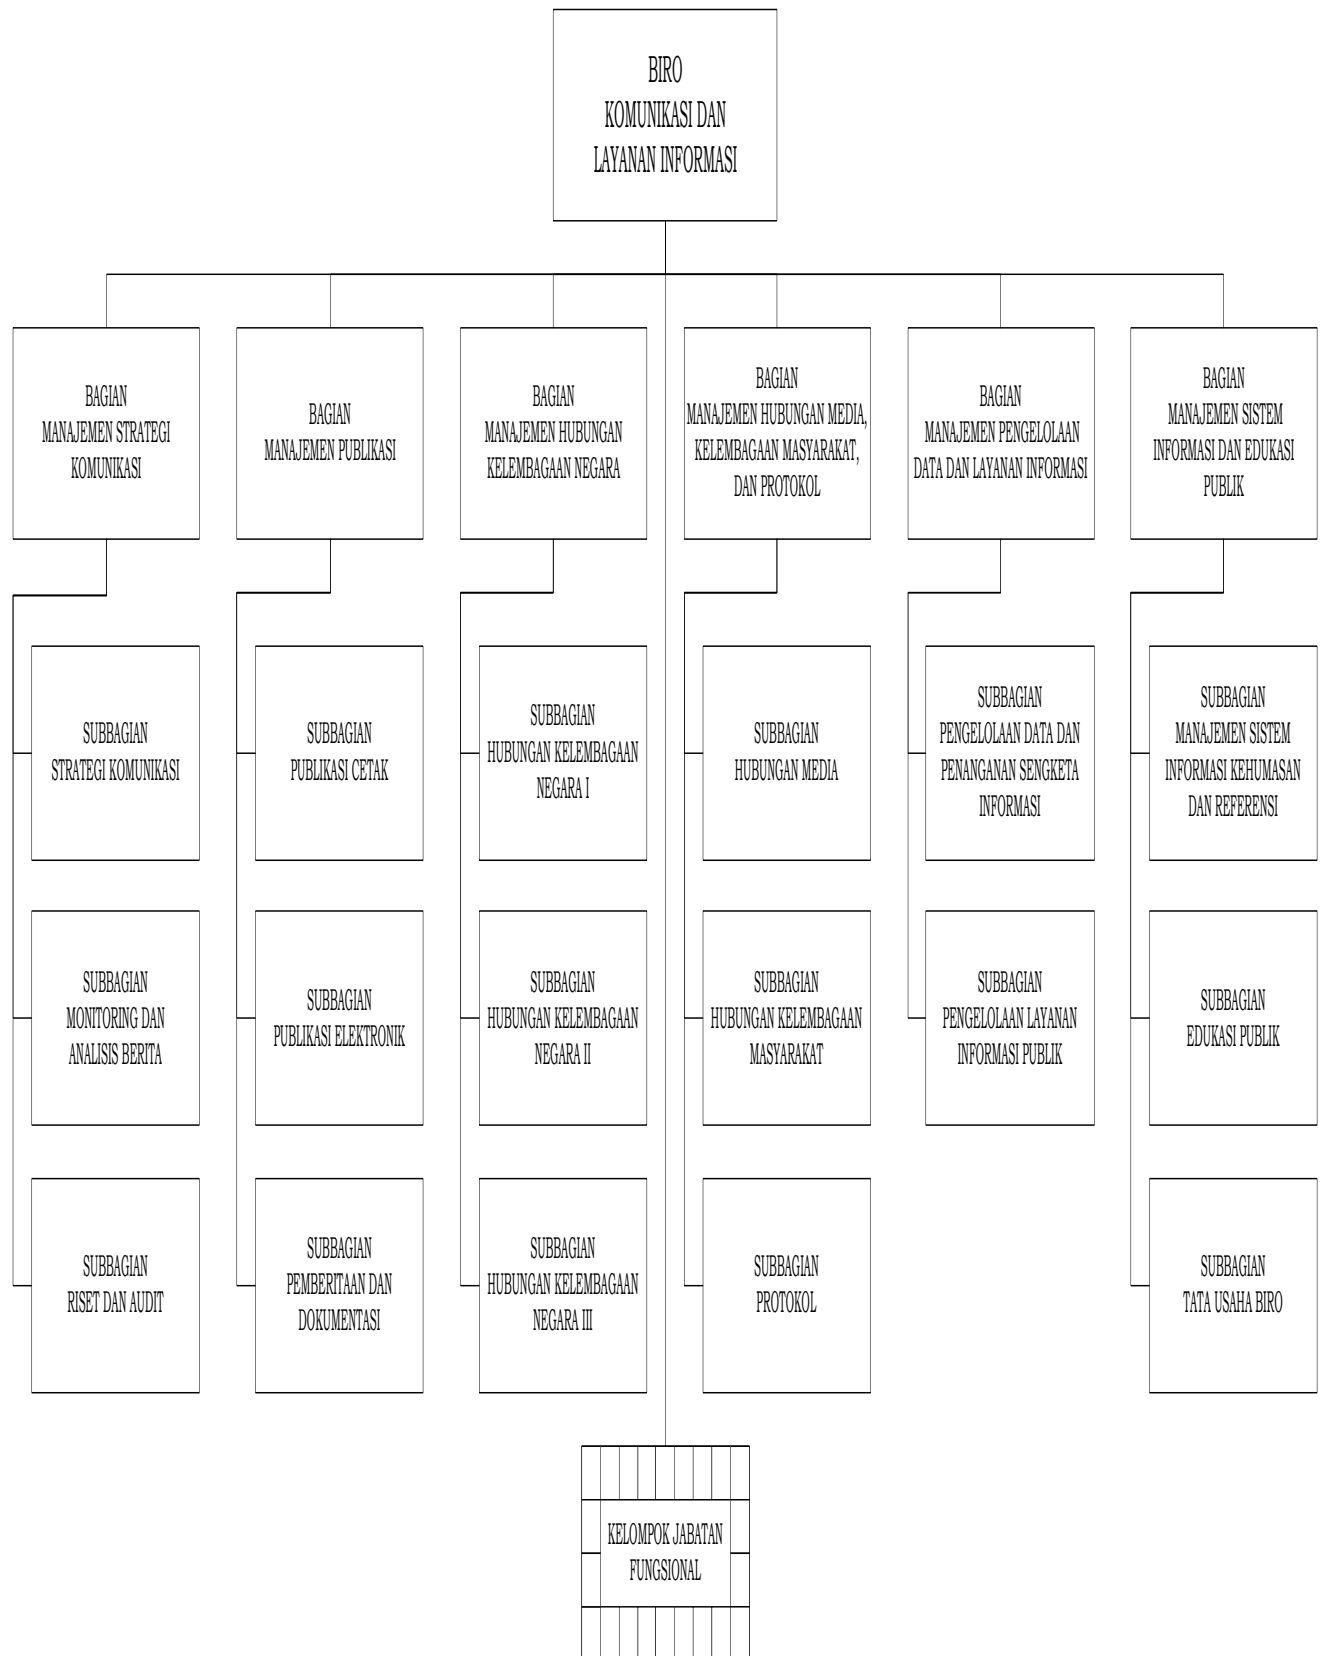 BIRO
KOMUNIKASI DAN
LAYANAN INFORMASI
BAGIAN
MANAJEMEN STRATEGI
KOMUNIKASI
BAGIAN
MANAJEMEN PUBLIKASI
BAGIAN
MANAJEMEN HUBUNGAN
KELEMBAGAAN NEGARA
BAGIAN
MANAJEMEN HUBUNGAN MEDIA,
KELEMBAGAAN MASYARAKAT,
DAN PROTOKOL
BAGIAN
MANAJEMEN PENGELOLAAN
DATA DAN LAYANAN INFORMASI
BAGIAN
MANAJEMEN SISTEM
INFORMASI DAN EDUKASI
PUBLIK
SUBBAGIAN
STRATEGI KOMUNIKASI
SUBBAGIAN
PUBLIKASI CETAK
SUBBAGIAN
HUBUNGAN KELEMBAGAAN
NEGARA I
SUBBAGIAN
HUBUNGAN MEDIA
SUBBAGIAN
PENGELOLAAN DATA DAN
PENANGANAN SENGKETA
INFORMASI
SUBBAGIAN
MANAJEMEN SISTEM
INFORMASI KEHUMASAN
DAN REFERENSI
SUBBAGIAN
MONITORING DAN
ANALISIS BERITA
SUBBAGIAN
PUBLIKASI ELEKTRONIK
SUBBAGIAN
HUBUNGAN KELEMBAGAAN
NEGARA II
SUBBAGIAN
HUBUNGAN KELEMBAGAAN
MASYARAKAT
SUBBAGIAN
PENGELOLAAN LAYANAN
INFORMASI PUBLIK
SUBBAGIAN
EDUKASI PUBLIK
SUBBAGIAN
RISET DAN AUDIT
SUBBAGIAN
PEMBERITAAN DAN
DOKUMENTASI
SUBBAGIAN
HUBUNGAN KELEMBAGAAN
NEGARA III
SUBBAGIAN
PROTOKOL
SUBBAGIAN
TATA USAHA BIRO
KELOMPOK JABATAN
FUNGSIONAL